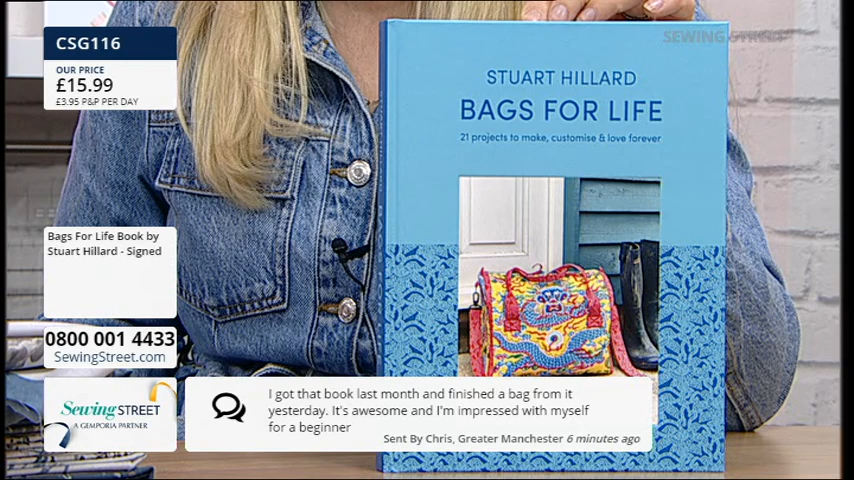 CSG116
OUR PRICE
£15.99
£3.95 P&P PER DAY
SEWING STREET
STUART HILLARD
BAGS FOR LIFE
21 projects to make, customise & love forever
Bags For Life Book by
Stuart Hillard - Signed
0800 001 4433
SewingStreet.com
Sewing STREET
A GEMPORIA PARTNER
I got that book last month and finished a bag from it
yesterday. It's awesome and I'm impressed with myself
for a beginner
Sent By Chris, Greater Manchester 6 minutes ago